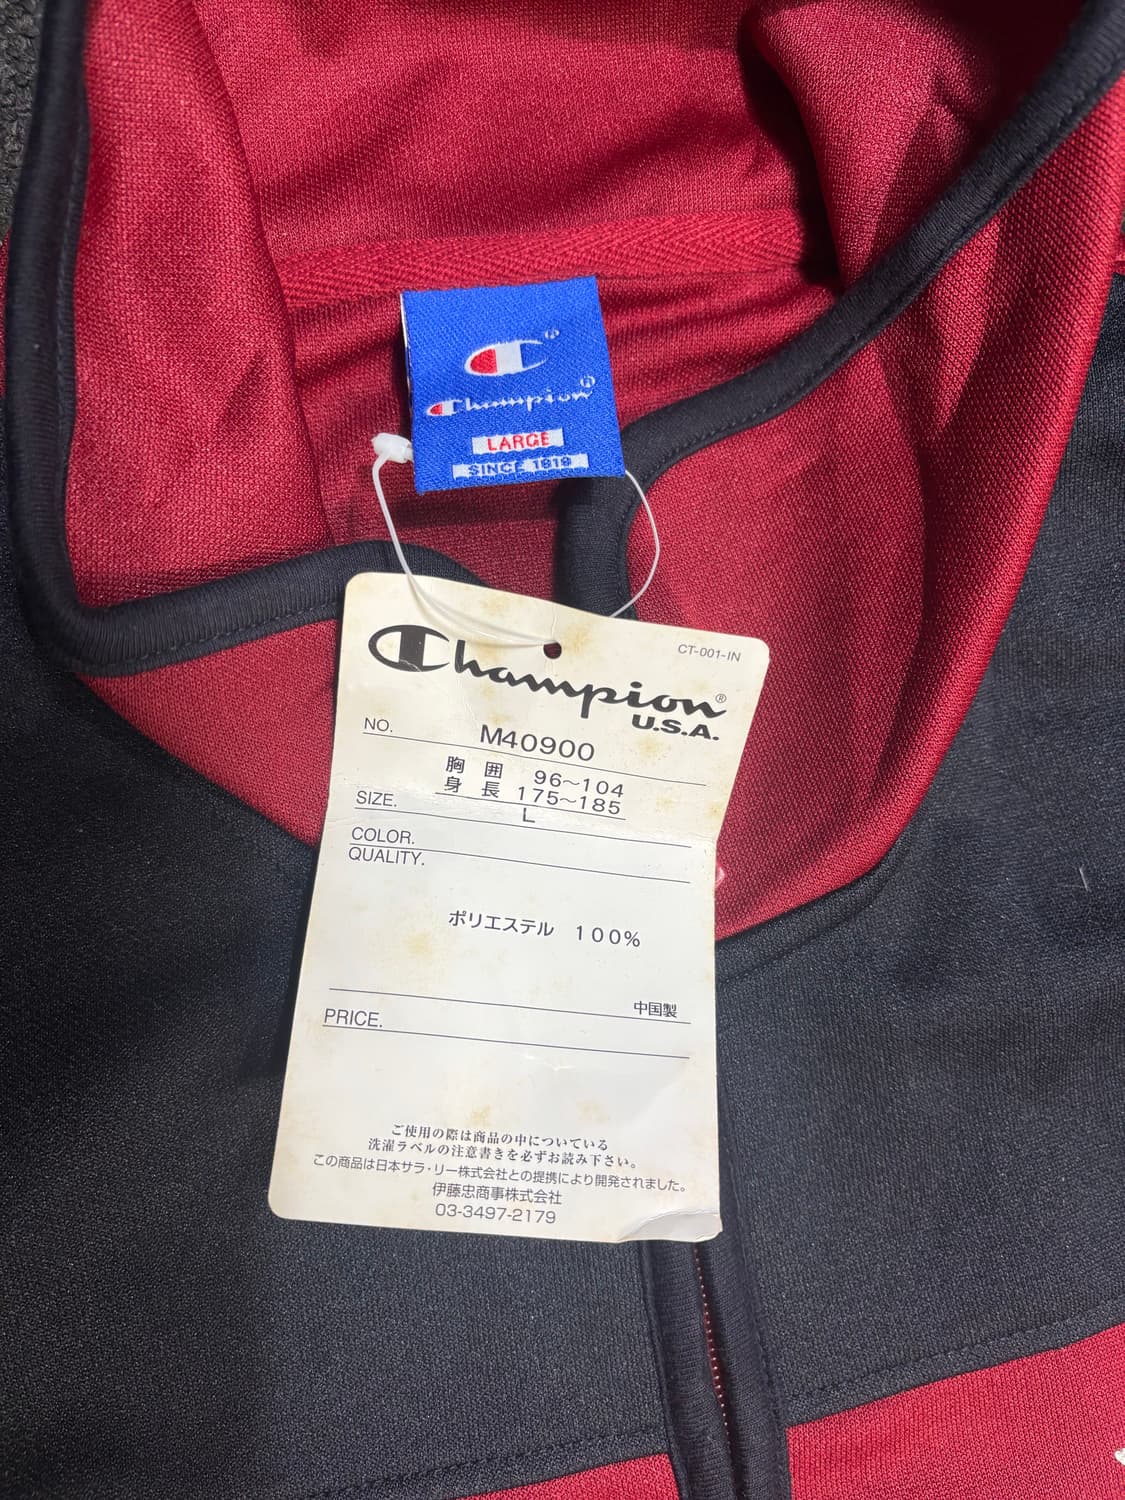 Champion®
LARGE
SINCE 1919
CT-001-IN
Champion®
U.S.A.
NO. M40900
胸囲 96〜104
身長 175〜185
SIZE. L
COLOR.
QUALITY.
ポリエステル 100%
中国製
PRICE.
ご使用の際は商品の中についている
洗濯ラベルの注意書きを必ずお読み下さい。
この商品は日本サラ・リー株式会社との提携により開発されました。
伊藤忠商事株式会社
03-3497-2179